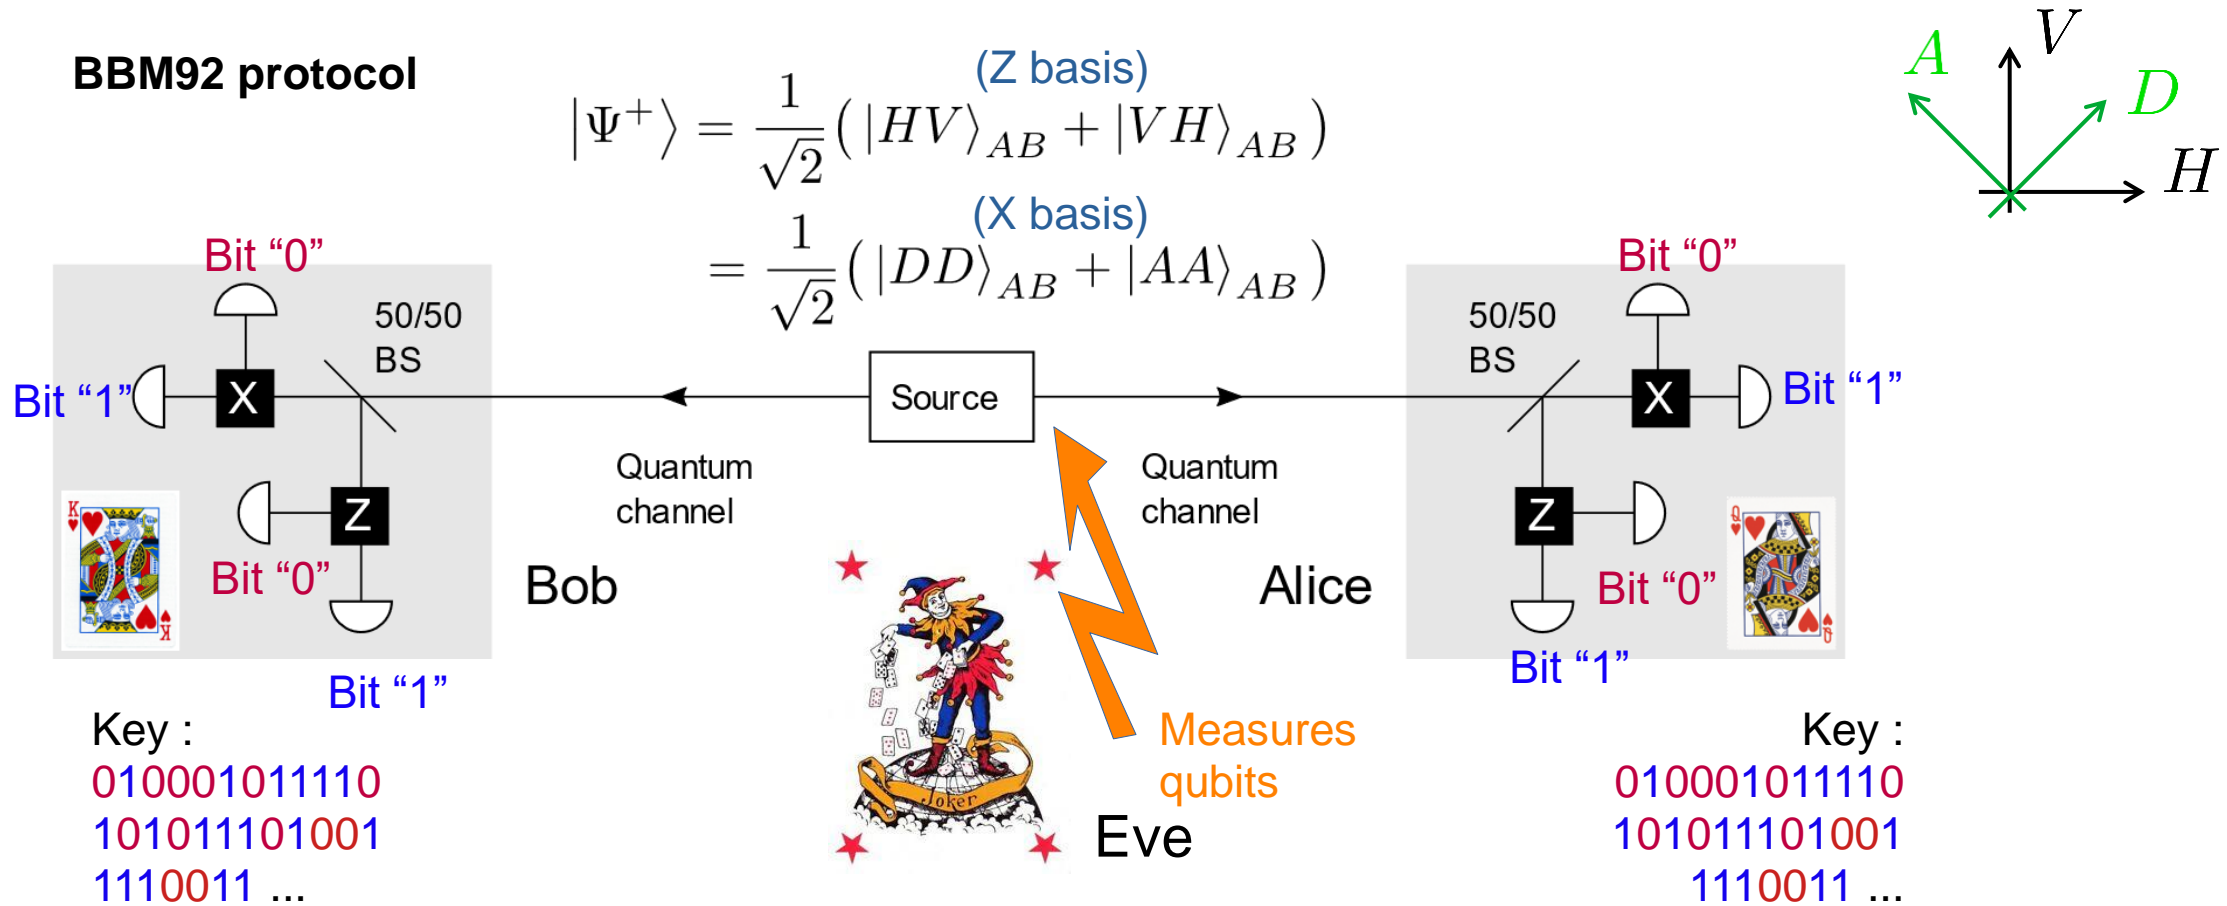 BBM92 protocol
(Z basis)
|Ψ⁺⟩ = 1/√2 ( |HV⟩_AB + |VH⟩_AB )
(X basis)
= 1/√2 ( |DD⟩_AB + |AA⟩_AB )
A
V
D
H
Bit “0”
50/50
BS
Bit “1”
X
Z
Bit “0”
Bit “1”
K
K
Bob
Quantum
channel
Source
Quantum
channel
Alice
Bit “0”
50/50
BS
X
Bit “1”
Z
Bit “0”
Bit “1”
Q
Q
Joker
Eve
Measures
qubits
Key :
010001011110
101011101001
1110011 ...
Key :
010001011110
101011101001
1110011 ...